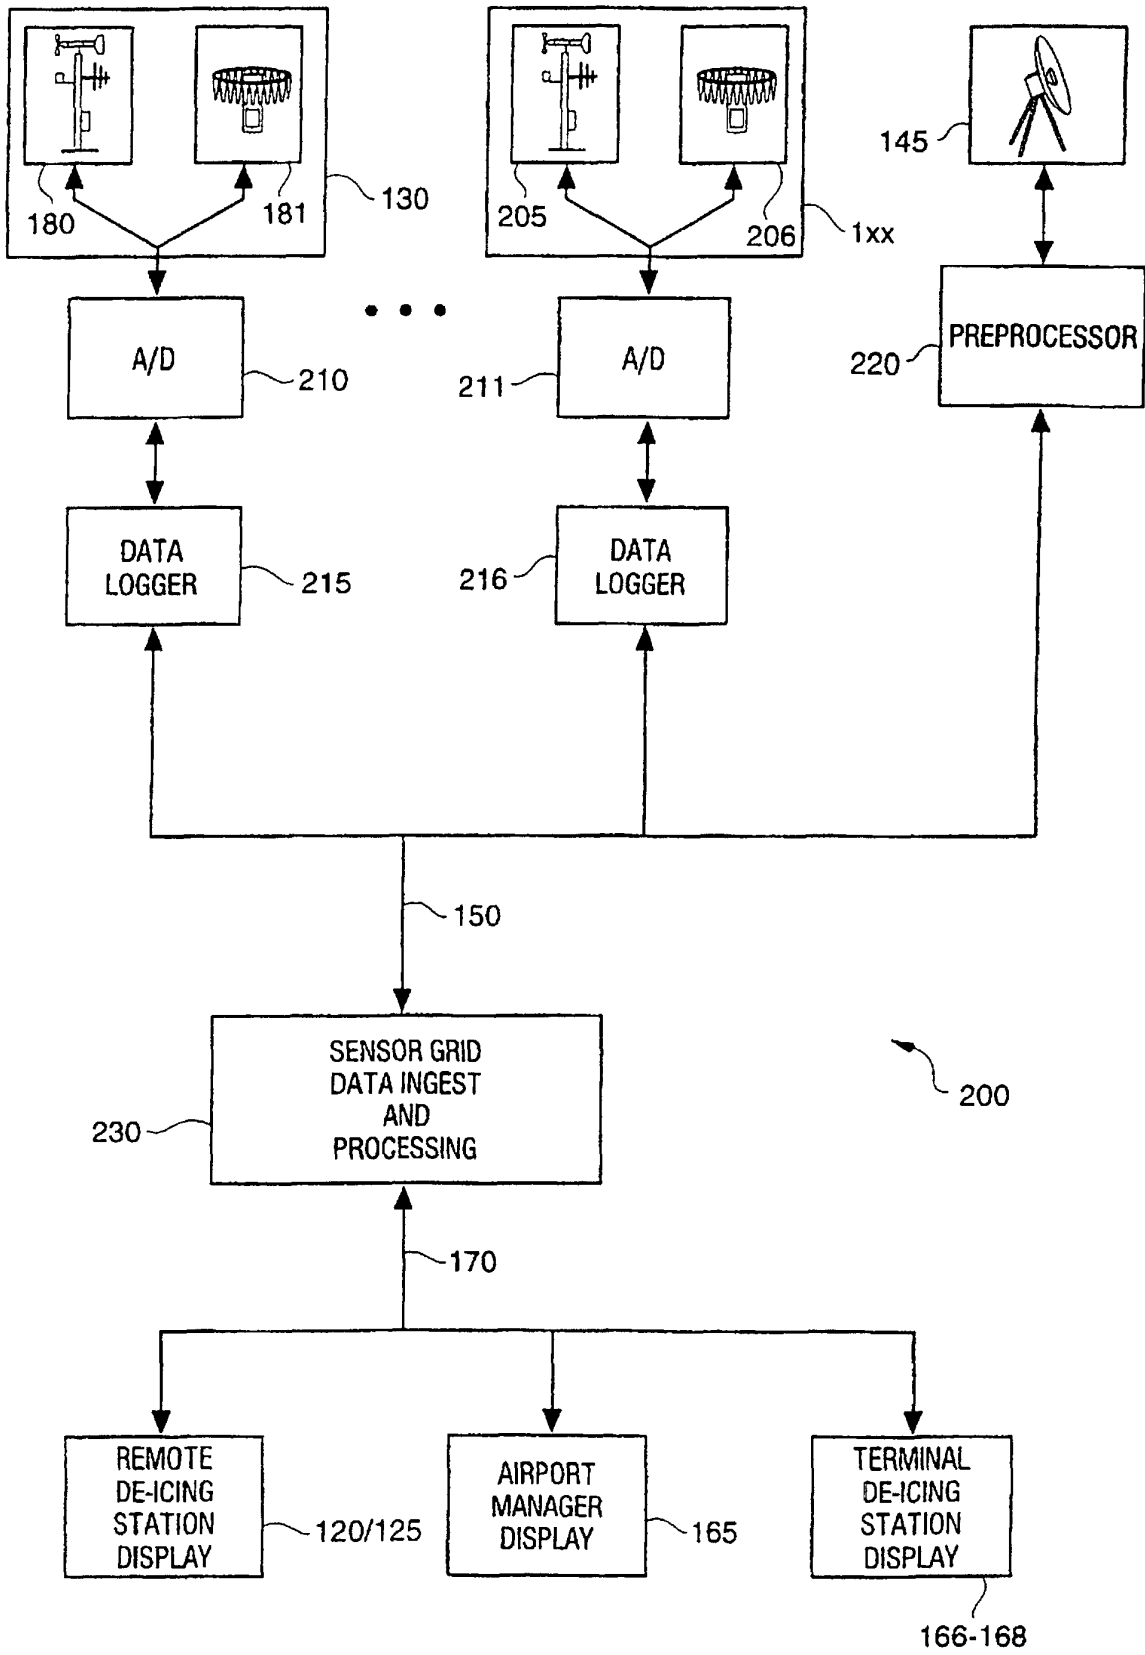 180
181
130
205
206
1xx
145
A/D
210
211
A/D
PREPROCESSOR
220
DATA
LOGGER
215
216
DATA
LOGGER
150
SENSOR GRID
DATA INGEST
AND
PROCESSING
230
200
170
REMOTE
DE-ICING
STATION
DISPLAY
120/125
AIRPORT
MANAGER
DISPLAY
165
TERMINAL
DE-ICING
STATION
DISPLAY
166-168